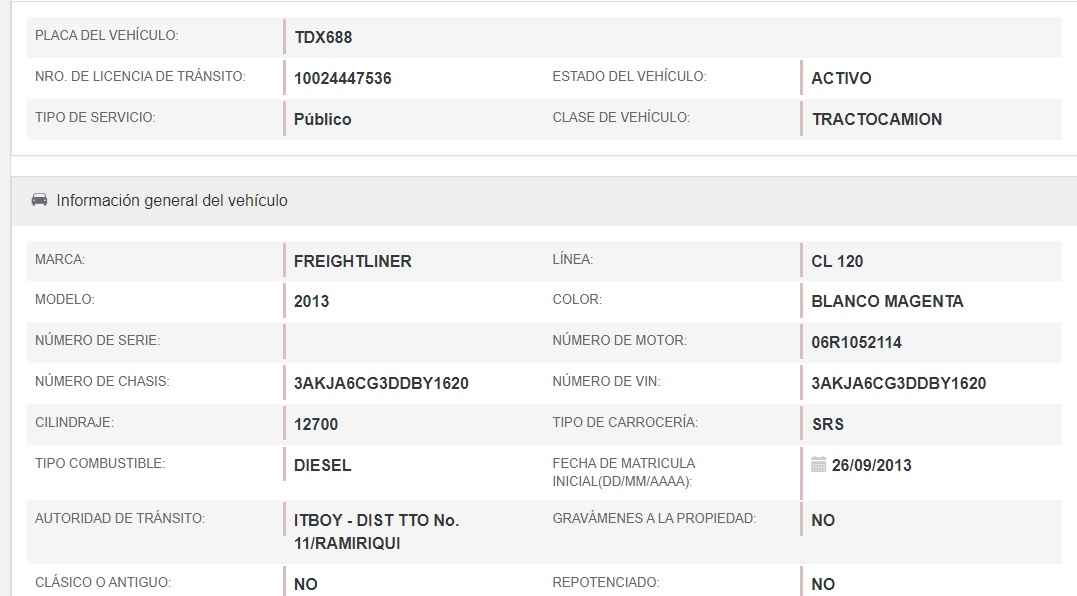 PLACA DEL VEHÍCULO: TDX688
NRO. DE LICENCIA DE TRÁNSITO: 10024447536 ESTADO DEL VEHÍCULO: ACTIVO
TIPO DE SERVICIO: Público CLASE DE VEHÍCULO: TRACTOCAMION
Información general del vehículo
MARCA: FREIGHTLINER LÍNEA: CL 120
MODELO: 2013 COLOR: BLANCO MAGENTA
NÚMERO DE SERIE: NÚMERO DE MOTOR: 06R1052114
NÚMERO DE CHASIS: 3AKJA6CG3DDBY1620 NÚMERO DE VIN: 3AKJA6CG3DDBY1620
CILINDRAJE: 12700 TIPO DE CARROCERÍA: SRS
TIPO COMBUSTIBLE: DIESEL FECHA DE MATRICULA 26/09/2013
INICIAL(DD/MM/AAAA):
AUTORIDAD DE TRÁNSITO: ITBOY - DIST TTO No. GRAVÁMENES A LA PROPIEDAD: NO
11/RAMIRIQUI
CLÁSICO O ANTIGUO: NO REPOTENCIADO: NO